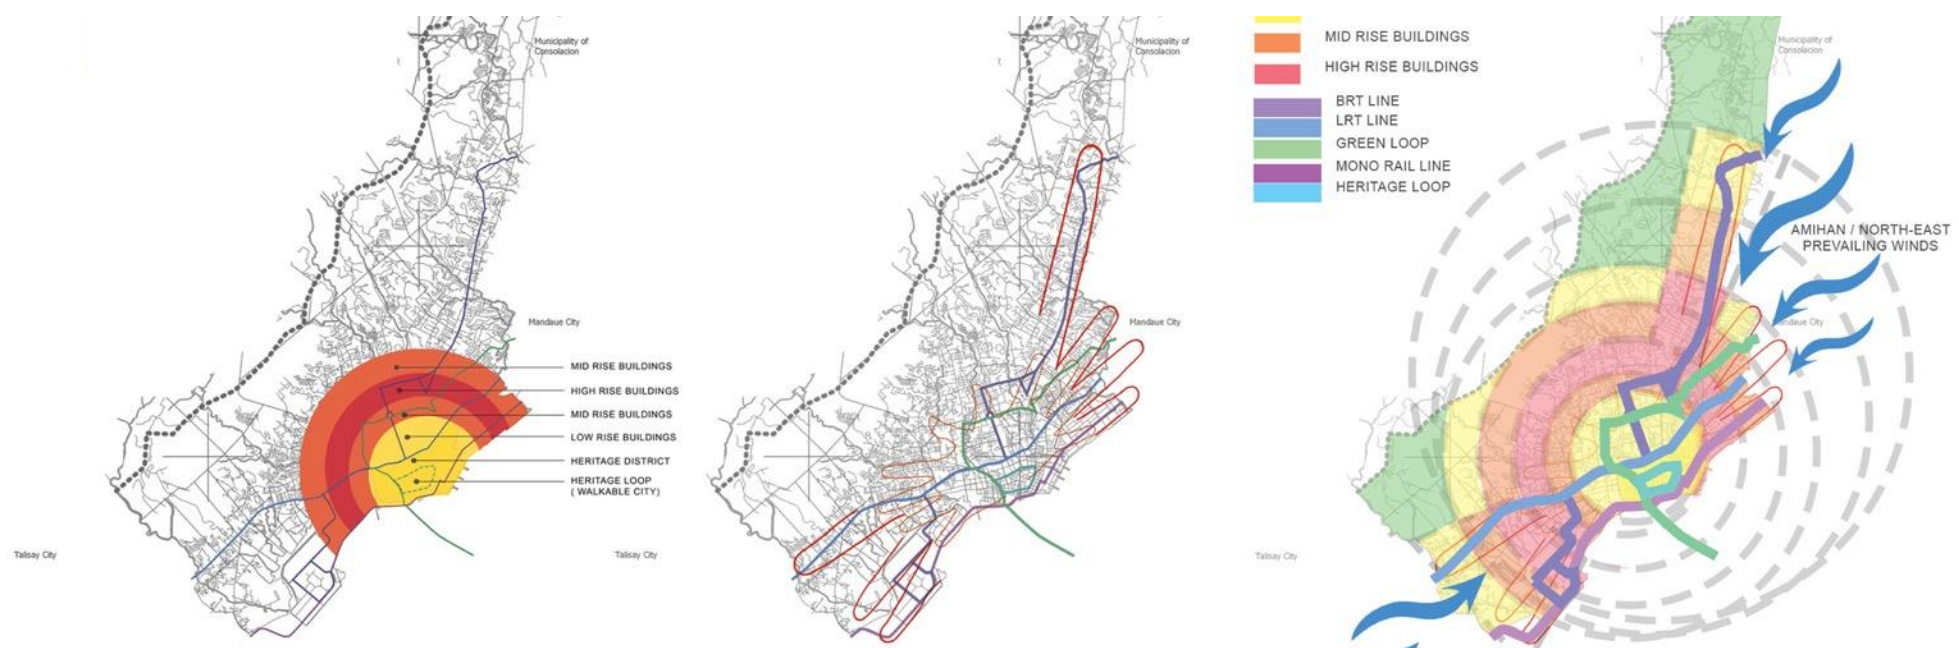 Municipality of
Consolacion
Mandaue City
MID RISE BUILDINGS
HIGH RISE BUILDINGS
MID RISE BUILDINGS
LOW RISE BUILDINGS
HERITAGE DISTRICT
HERITAGE LOOP
( WALKABLE CITY)
Talisay City
Municipality of
Consolacion
Mandaue City
Talisay City
MID RISE BUILDINGS
HIGH RISE BUILDINGS
BRT LINE
LRT LINE
GREEN LOOP
MONO RAIL LINE
HERITAGE LOOP
Municipality of
Consolacion
AMIHAN / NORTH-EAST
PREVAILING WINDS
Mandaue City
Talisay City